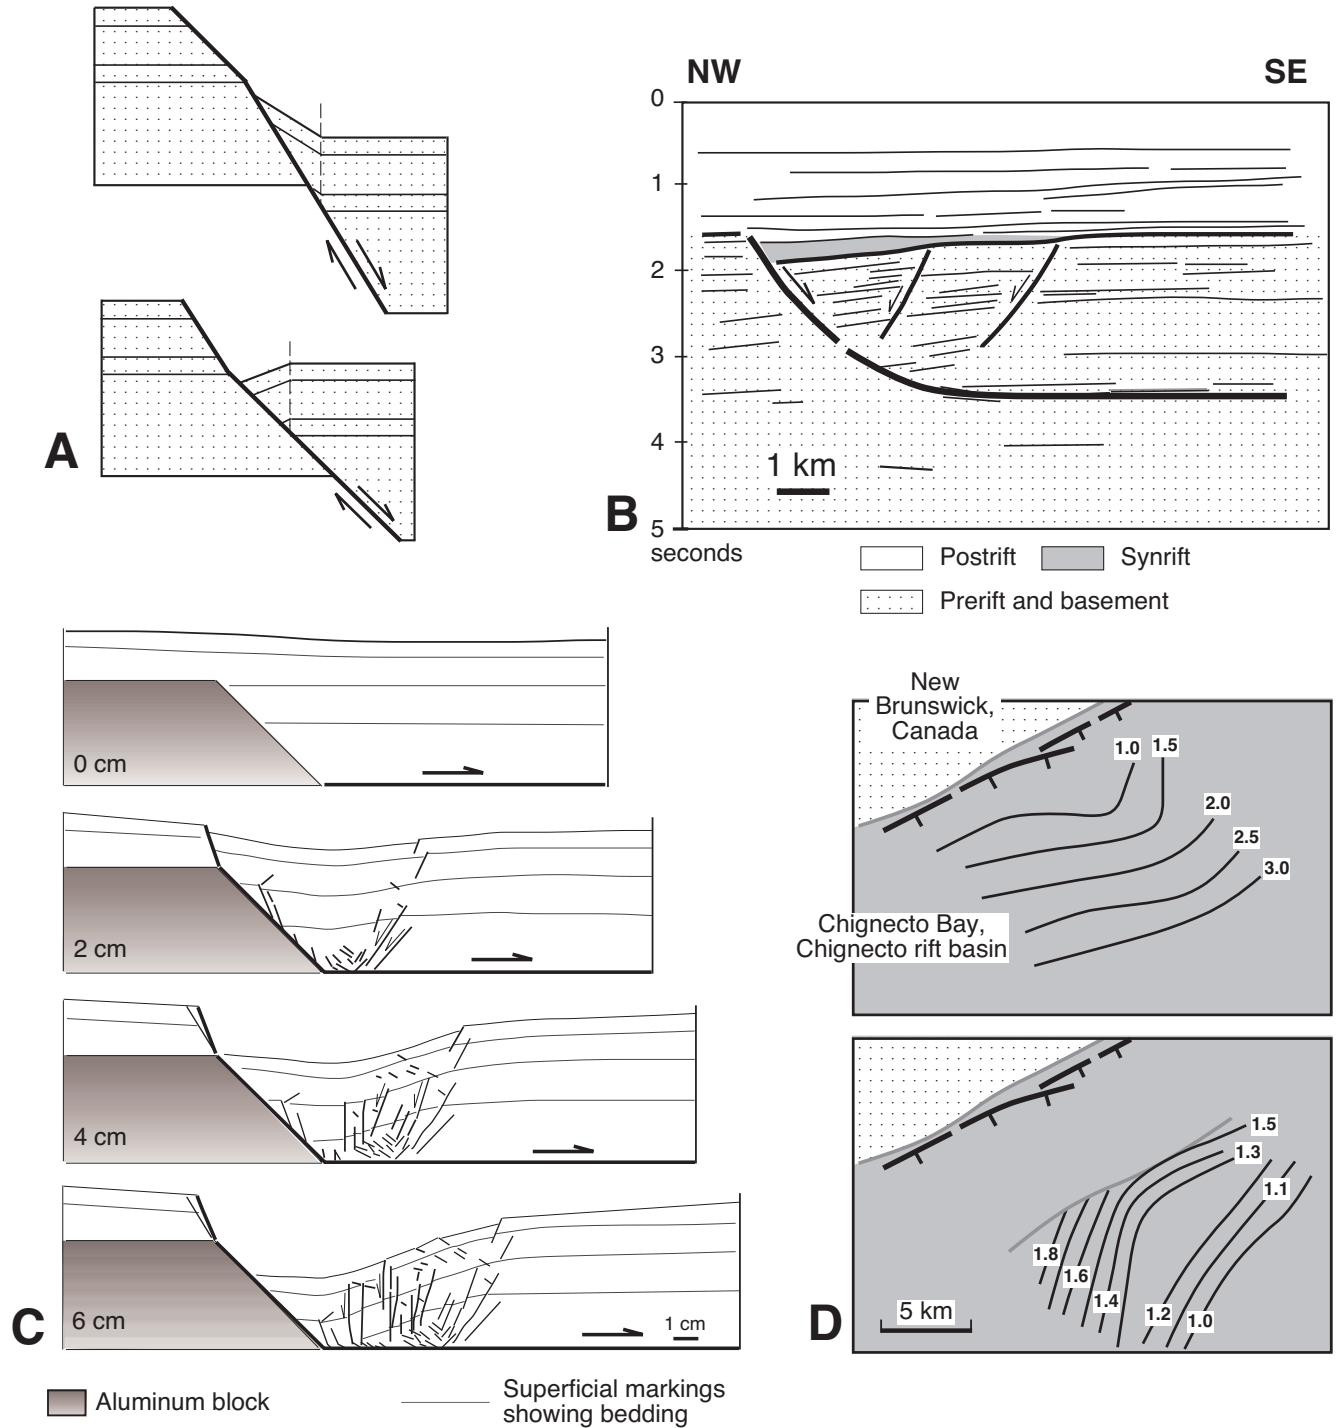 A
NW
SE
0
1
2
3
4
5
seconds
1 km
B
Postrift
Synrift
Prerift and basement
0 cm
2 cm
4 cm
6 cm
1 cm
C
Aluminum block
Superficial markings
showing bedding
New
Brunswick,
Canada
1.0
1.5
2.0
2.5
3.0
Chignecto Bay,
Chignecto rift basin
1.5
1.3
1.1
1.8
1.6
1.4
1.2
1.0
5 km
D